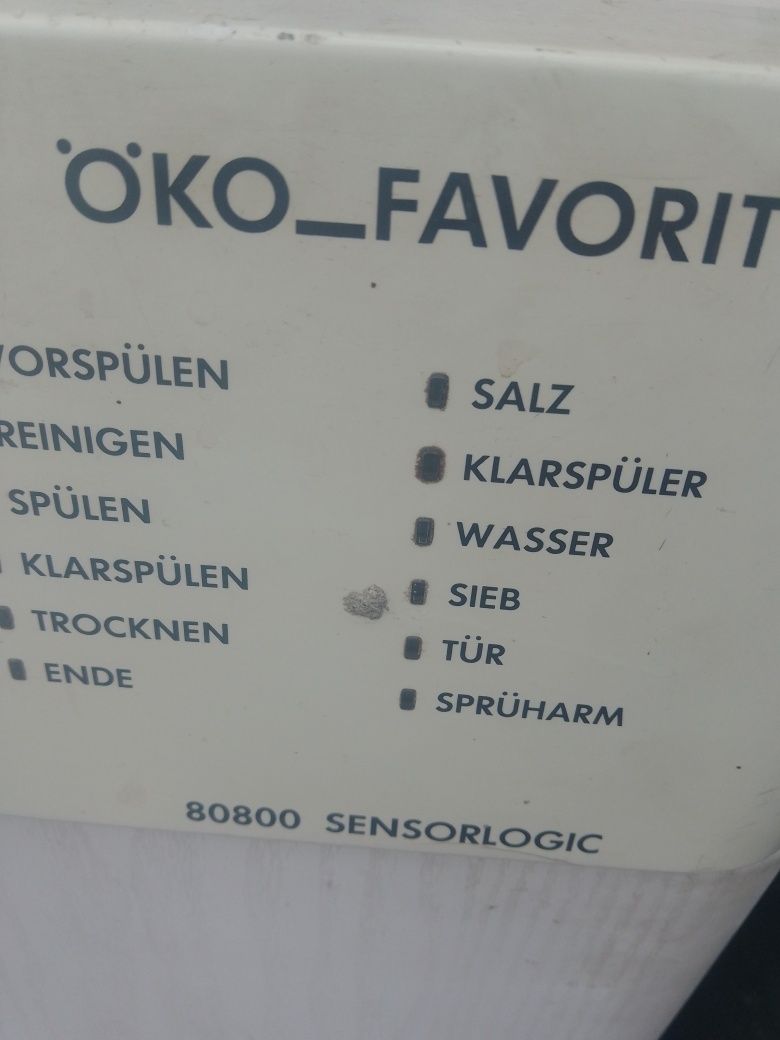 ÖKO_FAVORIT
VORSPÜLEN
REINIGEN
SPÜLEN
KLARSPÜLEN
TROCKNEN
ENDE
SALZ
KLARSPÜLER
WASSER
SIEB
TÜR
SPRÜHARM
80800 SENSORLOGIC